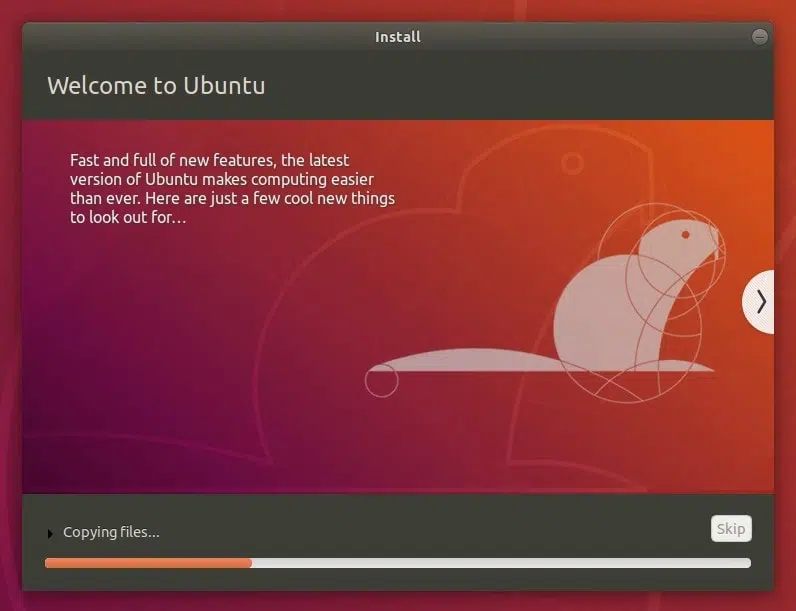 Install
Welcome to Ubuntu
Fast and full of new features, the latest
version of Ubuntu makes computing easier
than ever. Here are just a few cool new things
to look out for…
Copying files...
Skip